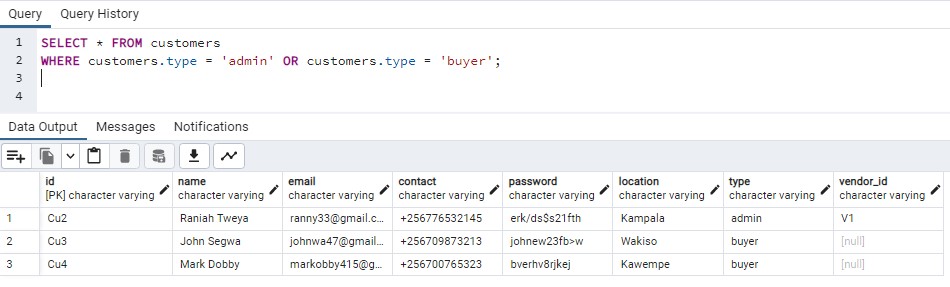 Query Query History
1 SELECT * FROM customers
2 WHERE customers.type = 'admin' OR customers.type = 'buyer';
3
4
Data Output Messages Notifications
id name email contact password location type vendor_id
[PK] character varying character varying character varying character varying character varying character varying character varying character varying
1 Cu2 Raniah Tweya ranny33@gmail.c... +256776532145 erk/ds$s21fth Kampala admin V1
2 Cu3 John Segwa johnwa47@gmail... +256709873213 johnew23fb>w Wakiso buyer [null]
3 Cu4 Mark Dobby markobby415@g... +256700765323 bverhv8rjkej Kawempe buyer [null]